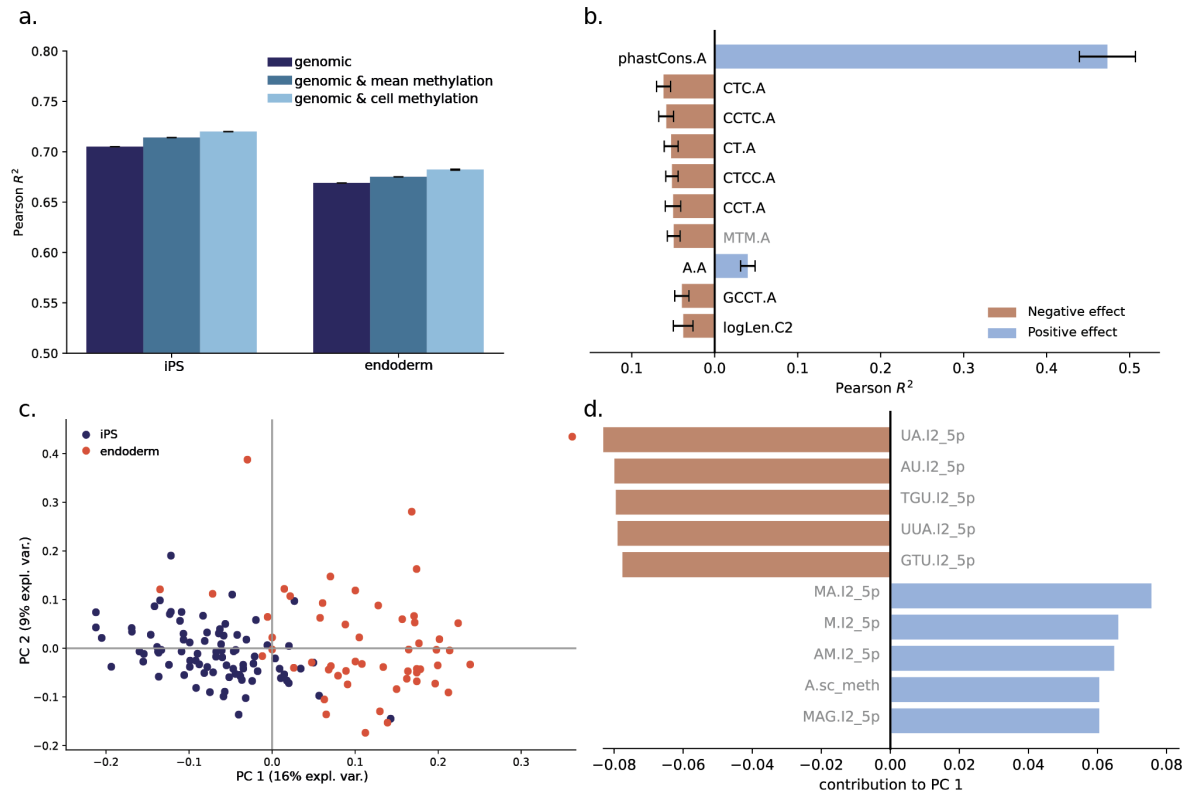 a.
0.80
0.75
0.70
0.65
0.60
0.55
0.50
Pearson R²
genomic
genomic & mean methylation
genomic & cell methylation
iPS
endoderm
b.
phastCons.A
CTC.A
CCTC.A
CT.A
CTCC.A
CCT.A
MTM.A
A.A
GCCT.A
logLen.C2
Negative effect
Positive effect
0.1 0.0 0.1 0.2 0.3 0.4 0.5
Pearson R²
c.
iPS
endoderm
0.4
0.3
0.2
0.1
0.0
−0.1
−0.2
PC 2 (9% expl. var.)
−0.2 −0.1 0.0 0.1 0.2 0.3
PC 1 (16% expl. var.)
d.
UA.I2_5p
AU.I2_5p
TGU.I2_5p
UUA.I2_5p
GTU.I2_5p
MA.I2_5p
M.I2_5p
AM.I2_5p
A.sc_meth
MAG.I2_5p
−0.08 −0.06 −0.04 −0.02 0.00 0.02 0.04 0.06 0.08
contribution to PC 1